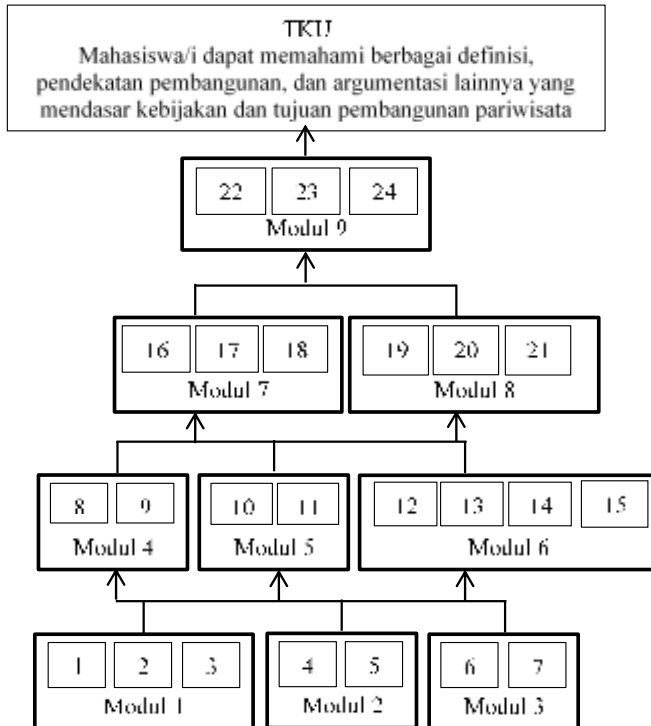 TKU
Mahasiswa/i dapat memahami berbagai definisi,
pendekatan pembangunan, dan argumentasi lainnya yang
mendasar kebijakan dan tujuan pembangunan pariwisata
22 23 24
Modul 9
16 17 18
Modul 7
19 20 21
Modul 8
8 9
Modul 4
10 11
Modul 5
12 13 14 15
Modul 6
1 2 3
Modul 1
4 5
Modul 2
6 7
Modul 3